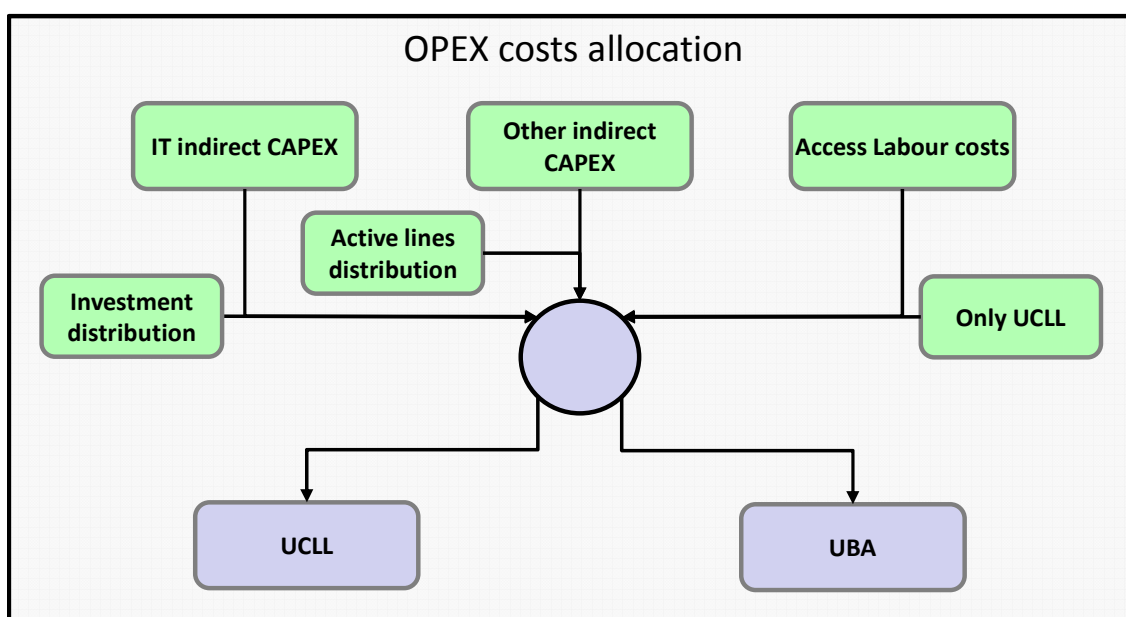 OPEX costs allocation
IT indirect CAPEX
Other indirect
CAPEX
Access Labour costs
Active lines
distribution
Investment
distribution
Only UCLL
UCLL
UBA